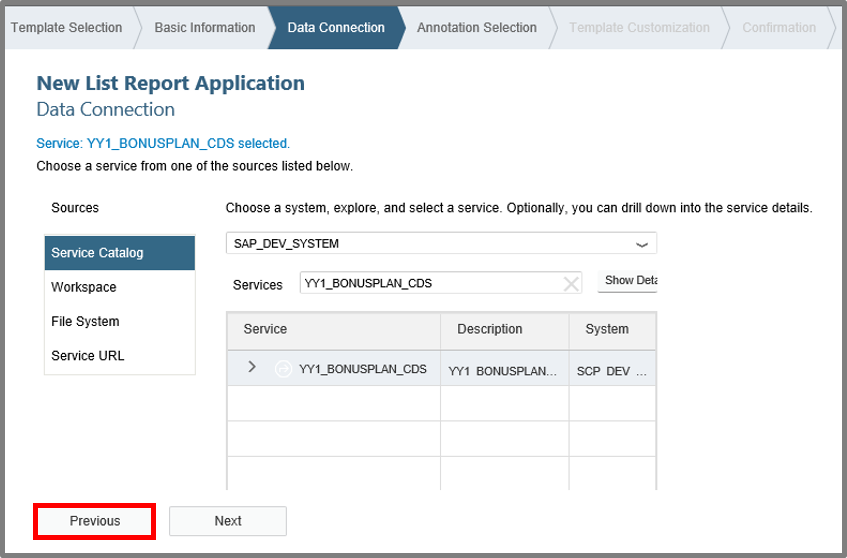 Template Selection Basic Information Data Connection Annotation Selection Template Customization Confirmation
New List Report Application
Data Connection
Service: YY1_BONUSPLAN_CDS selected.
Choose a service from one of the sources listed below.
Sources
Service Catalog
Workspace
File System
Service URL
Choose a system, explore, and select a service. Optionally, you can drill down into the service details.
SAP_DEV_SYSTEM
Services YY1_BONUSPLAN_CDS Show Deta
Service Description System
YY1_BONUSPLAN_CDS YY1 BONUSPLAN... SCP DEV ...
Previous Next